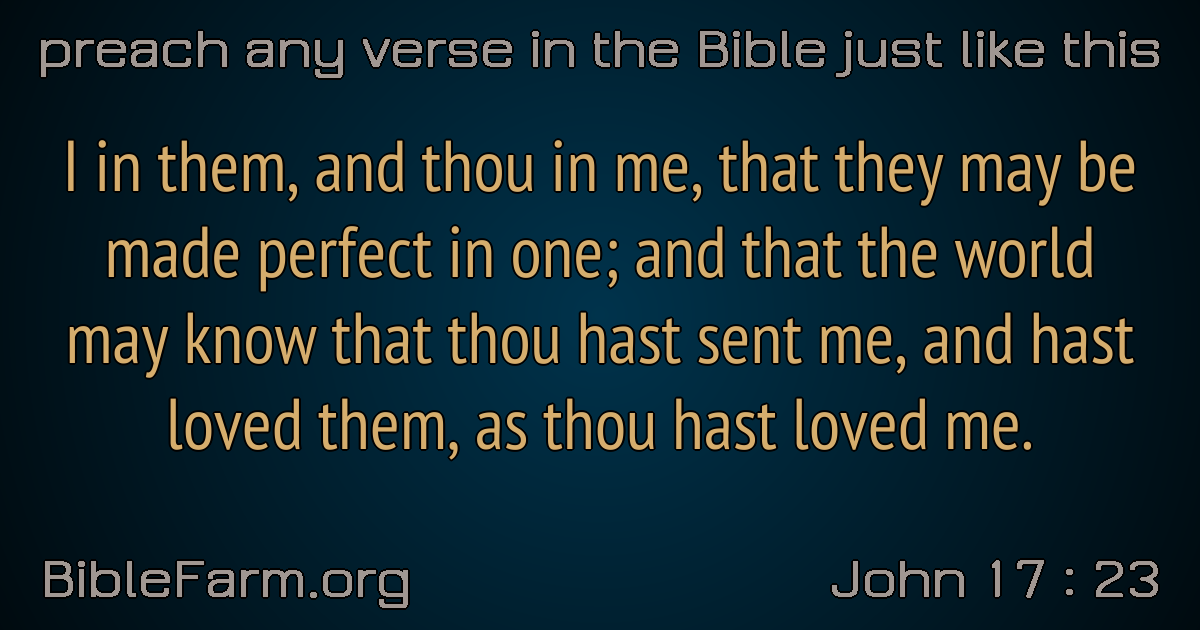 preach any verse in the Bible just like this
I in them, and thou in me, that they may be
made perfect in one; and that the world
may know that thou hast sent me, and hast
loved them, as thou hast loved me.
BibleFarm.org
John 17 : 23